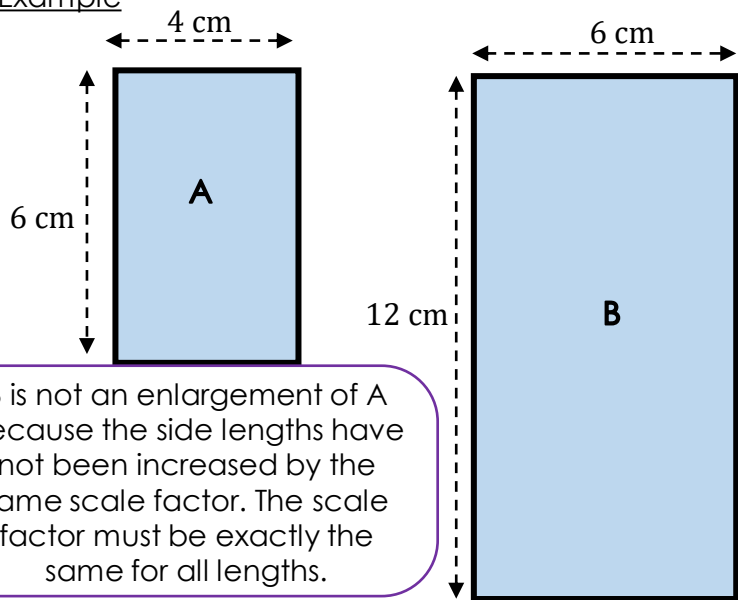 Example
4 cm
6 cm
6 cm
A
12 cm
B
is not an enlargement of A
ecause the side lengths have
not been increased by the
ame scale factor. The scale
factor must be exactly the
same for all lengths.